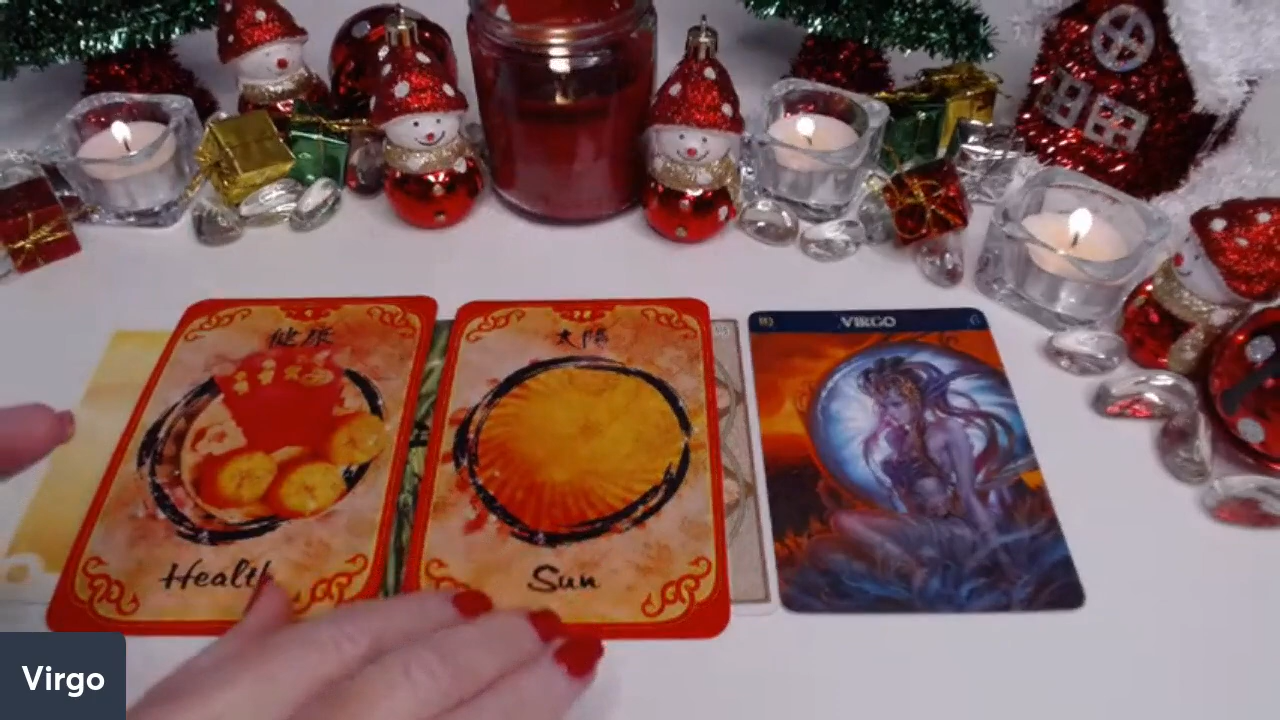 健康
Health
太陽
Sun
VIRGO
Virgo